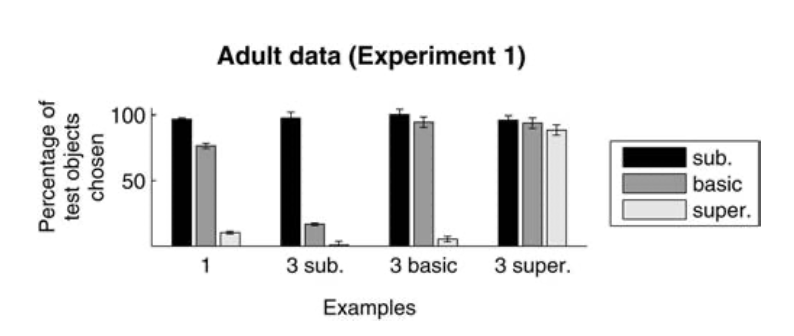 Adult data (Experiment 1)
Percentage of
test objects
chosen
100
50
1
3 sub.
3 basic
3 super.
Examples
sub.
basic
super.